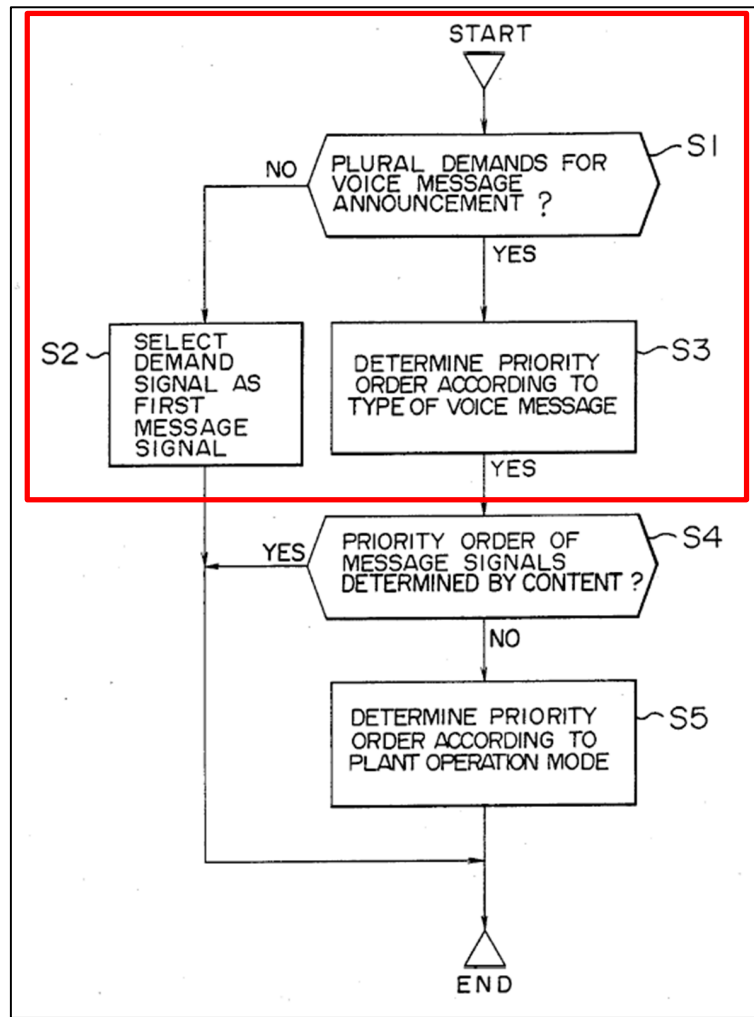 START
S1
PLURAL DEMANDS FOR
VOICE MESSAGE
ANNOUNCEMENT ?
NO
YES
S2
SELECT
DEMAND
SIGNAL AS
FIRST
MESSAGE
SIGNAL
S3
DETERMINE PRIORITY
ORDER ACCORDING TO
TYPE OF VOICE MESSAGE
YES
S4
PRIORITY ORDER OF
MESSAGE SIGNALS
DETERMINED BY CONTENT ?
YES
NO
S5
DETERMINE PRIORITY
ORDER ACCORDING TO
PLANT OPERATION MODE
END